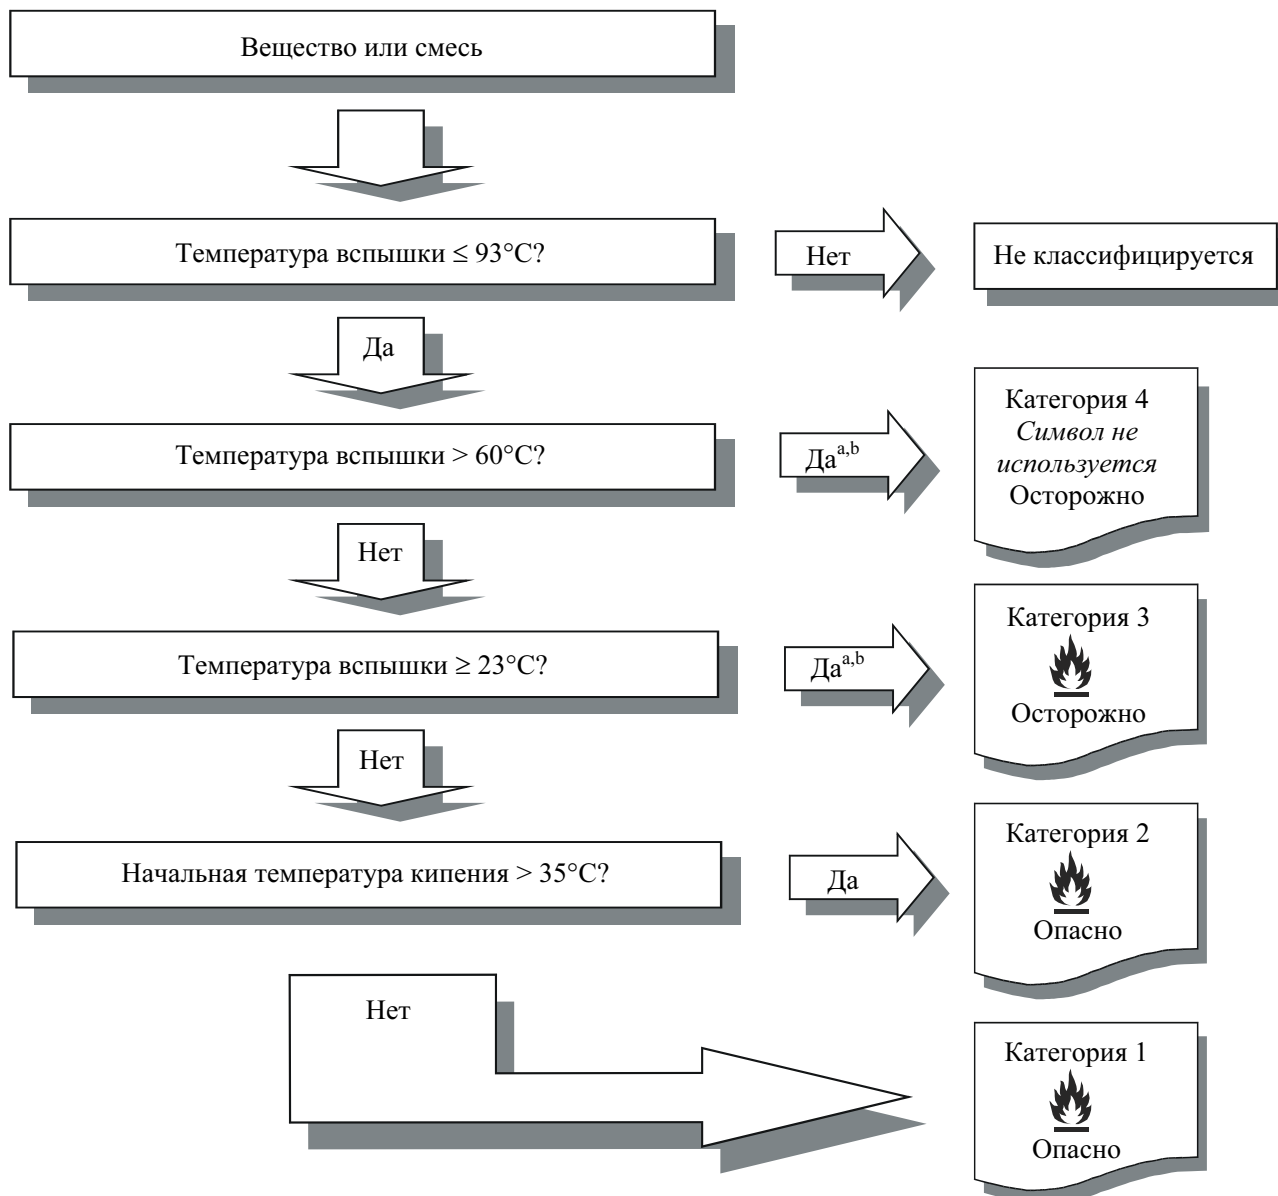 Вещество или смесь
Температура вспышки ≤ 93°C?
Нет
Не классифицируется
Да
Температура вспышки > 60°C?
Да^a,b
Категория 4
Символ не
используется
Осторожно
Нет
Температура вспышки ≥ 23°C?
Да^a,b
Категория 3
Осторожно
Нет
Начальная температура кипения > 35°C?
Да
Категория 2
Опасно
Нет
Категория 1
Опасно